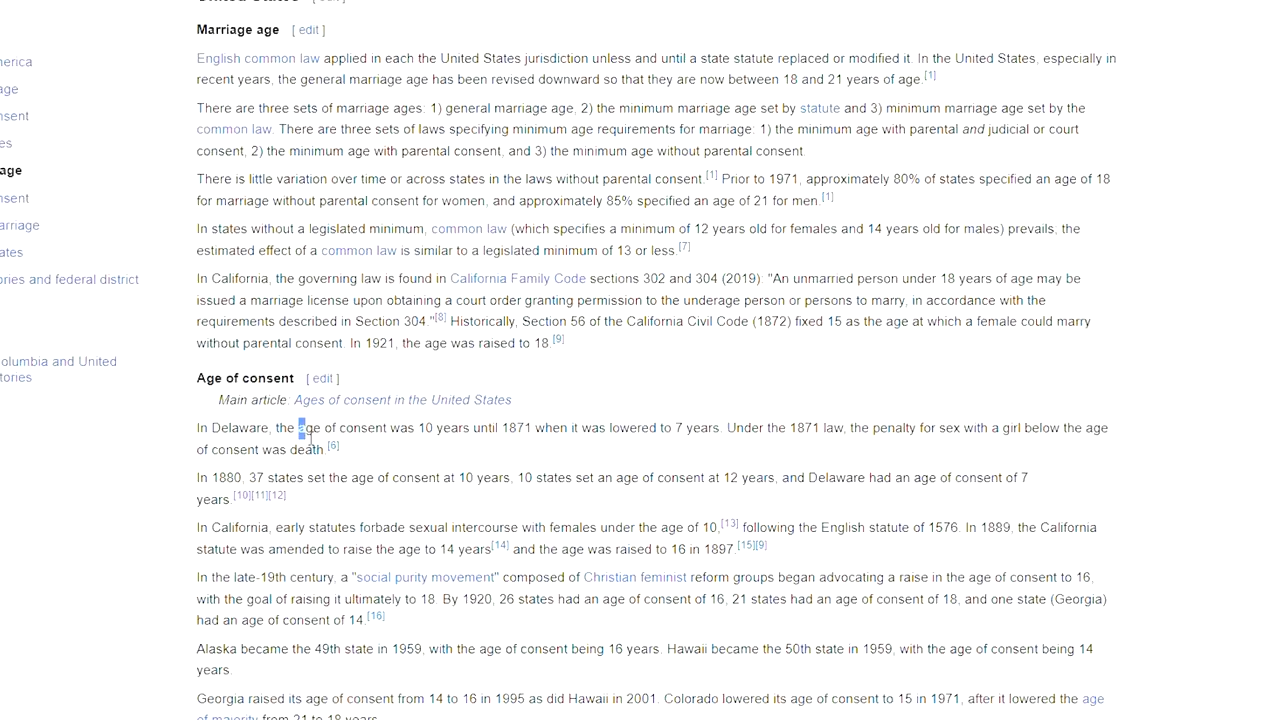 Marriage age [ edit ]
erica
English common law applied in each the United States jurisdiction unless and until a state statute replaced or modified it. In the United States, especially in
recent years, the general marriage age has been revised downward so that they are now between 18 and 21 years of age.[1]
age
There are three sets of marriage ages: 1) general marriage age, 2) the minimum marriage age set by statute and 3) minimum marriage age set by the
nsent
common law. There are three sets of laws specifying minimum age requirements for marriage: 1) the minimum age with parental and judicial or court
es
consent, 2) the minimum age with parental consent, and 3) the minimum age without parental consent.
age
There is little variation over time or across states in the laws without parental consent.[1] Prior to 1971, approximately 80% of states specified an age of 18
nsent
for marriage without parental consent for women, and approximately 85% specified an age of 21 for men.[1]
arriage
In states without a legislated minimum, common law (which specifies a minimum of 12 years old for females and 14 years old for males) prevails; the
ates
estimated effect of a common law is similar to a legislated minimum of 13 or less.[7]
ories and federal district
In California, the governing law is found in California Family Code sections 302 and 304 (2019): "An unmarried person under 18 years of age may be
issued a marriage license upon obtaining a court order granting permission to the underage person or persons to marry, in accordance with the
requirements described in Section 304."[8] Historically, Section 56 of the California Civil Code (1872) fixed 15 as the age at which a female could marry
without parental consent. In 1921, the age was raised to 18.[9]
olumbia and United
tories
Age of consent [ edit ]
Main article: Ages of consent in the United States
In Delaware, the age of consent was 10 years until 1871 when it was lowered to 7 years. Under the 1871 law, the penalty for sex with a girl below the age
of consent was death.[6]
In 1880, 37 states set the age of consent at 10 years, 10 states set an age of consent at 12 years, and Delaware had an age of consent of 7
years.[10][11][12]
In California, early statutes forbade sexual intercourse with females under the age of 10,[13] following the English statute of 1576. In 1889, the California
statute was amended to raise the age to 14 years[14] and the age was raised to 16 in 1897.[15][9]
In the late-19th century, a "social purity movement" composed of Christian feminist reform groups began advocating a raise in the age of consent to 16,
with the goal of raising it ultimately to 18. By 1920, 26 states had an age of consent of 16, 21 states had an age of consent of 18, and one state (Georgia)
had an age of consent of 14.[16]
Alaska became the 49th state in 1959, with the age of consent being 16 years. Hawaii became the 50th state in 1959, with the age of consent being 14
years.
Georgia raised its age of consent from 14 to 16 in 1995 as did Hawaii in 2001. Colorado lowered its age of consent to 15 in 1971, after it lowered the age
of majority from 21 to 18 years.